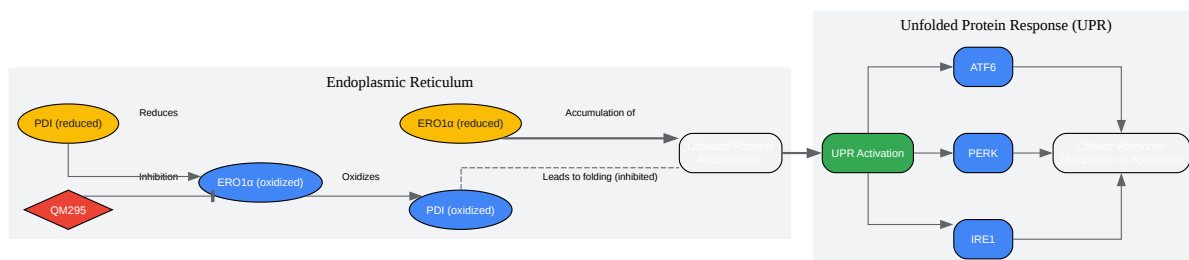 Unfolded Protein Response (UPR)
ATF6
Endoplasmic Reticulum
PDI (reduced)
Reduces
ERO1α (reduced)
Accumulation of
Unfolded Proteins
Accumulation
UPR Activation
PERK
Cellular Response
(Adaptation or Apoptosis)
Inhibition
ERO1α (oxidized)
Oxidizes
Leads to folding (inhibited)
QM295
PDI (oxidized)
IRE1